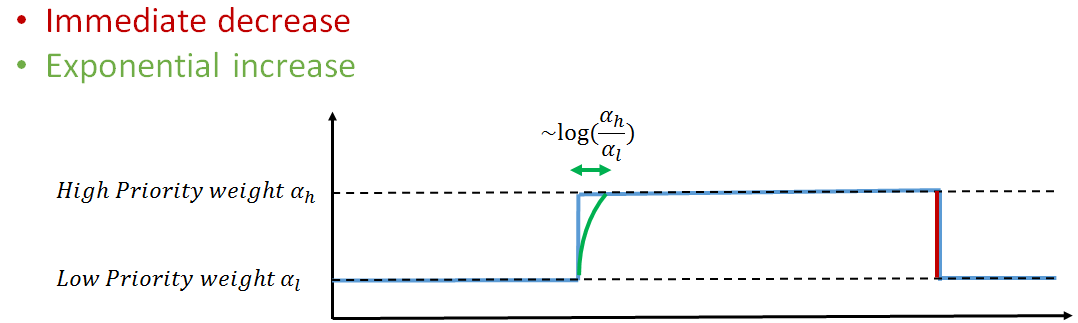 • Immediate decrease
• Exponential increase
~log(αₕ/αₗ)
High Priority weight αₕ
Low Priority weight αₗ